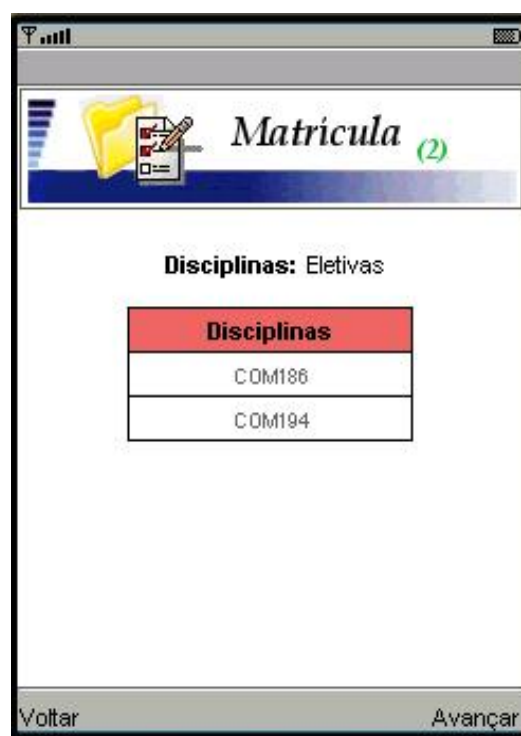 Matrícula (2)
Disciplinas: Eletivas
Disciplinas
COM186
COM194
Voltar Avançar